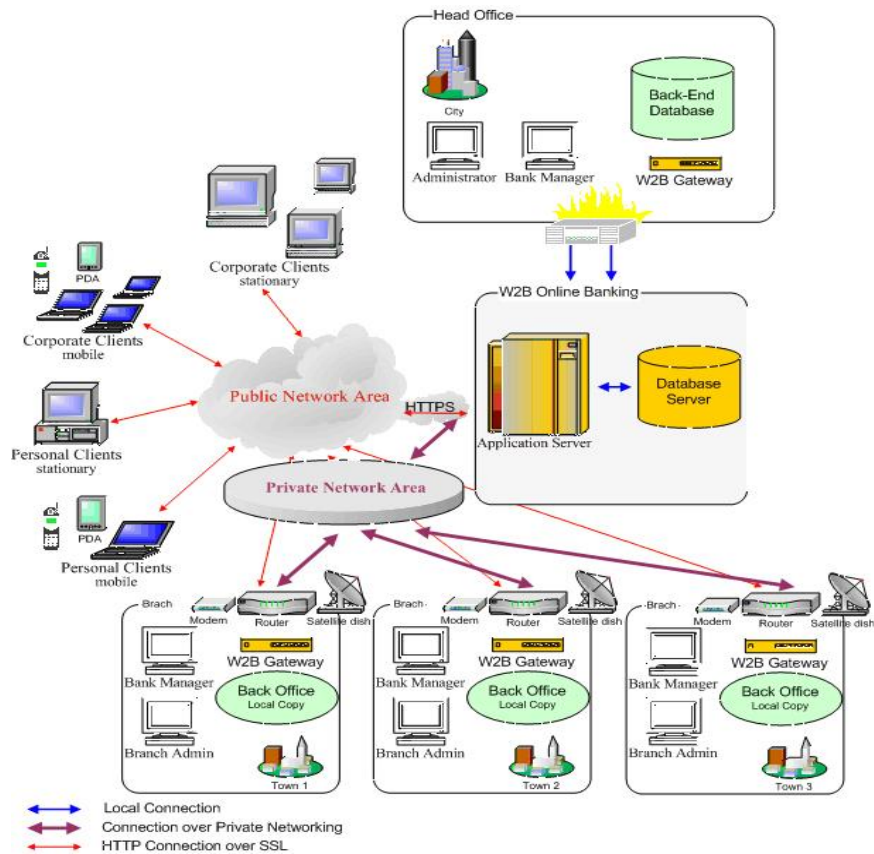 Head Office
City
Back-End
Database
Administrator
Bank Manager
W2B Gateway
Corporate Clients
stationary
PDA
Corporate Clients
mobile
W2B Online Banking
Public Network Area
HTTPS
Application Server
Database
Server
Personal Clients
stationary
Private Network Area
PDA
Personal Clients
mobile
Brach
Modem
Router
Satellite dish
W2B Gateway
Bank Manager
Back Office
Local Copy
Branch Admin
Town 1
Brach
Modem
Router
Satellite dish
W2B Gateway
Bank Manager
Back Office
Local Copy
Branch Admin
Town 2
Brach
Modem
Router
Satellite dish
W2B Gateway
Bank Manager
Back Office
Local Copy
Branch Admin
Town 3
Local Connection
Connection over Private Networking
HTTP Connection over SSL